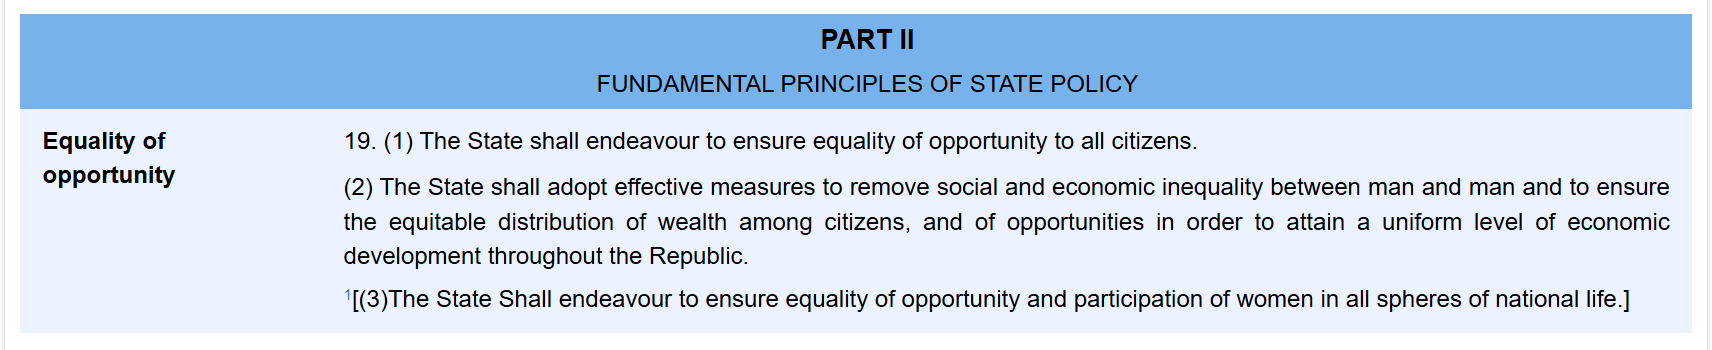 PART II
FUNDAMENTAL PRINCIPLES OF STATE POLICY
Equality of
opportunity
19. (1) The State shall endeavour to ensure equality of opportunity to all citizens.
(2) The State shall adopt effective measures to remove social and economic inequality between man and man and to ensure
the equitable distribution of wealth among citizens, and of opportunities in order to attain a uniform level of economic
development throughout the Republic.
1[(3)The State Shall endeavour to ensure equality of opportunity and participation of women in all spheres of national life.]